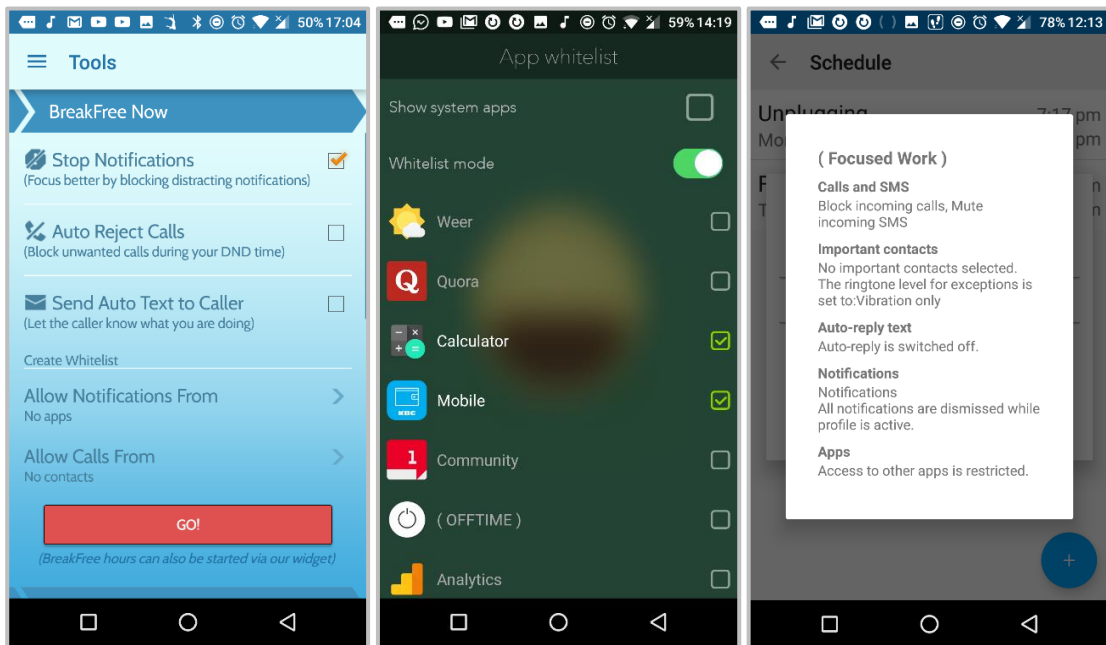 50% 17:04
Tools
BreakFree Now
Stop Notifications
(Focus better by blocking distracting notifications)
Auto Reject Calls
(Block unwanted calls during your DND time)
Send Auto Text to Caller
(Let the caller know what you are doing)
Create Whitelist
Allow Notifications From
No apps
Allow Calls From
No contacts
GO!
(BreakFree hours can also be started via our widget)
59% 14:19
App whitelist
Show system apps
Whitelist mode
Weer
Q Quora
Calculator
KBC Mobile
1 Community
( OFFTIME )
Analytics
78% 12:13
Schedule
Unplugging 7:17 pm
Mo pm
( Focused Work )
Calls and SMS
Block incoming calls, Mute
incoming SMS
Important contacts
No important contacts selected.
The ringtone level for exceptions is
set to:Vibration only
Auto-reply text
Auto-reply is switched off.
Notifications
Notifications
All notifications are dismissed while
profile is active.
Apps
Access to other apps is restricted.